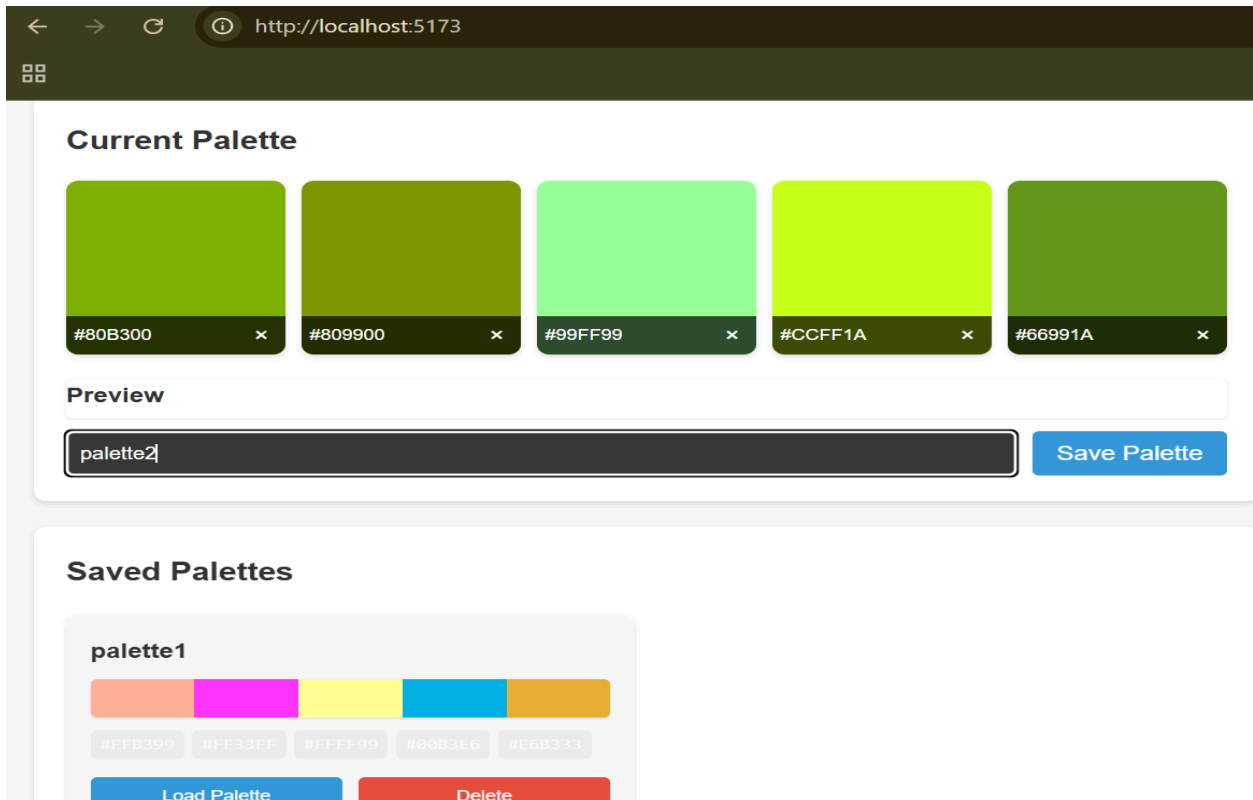 http://localhost:5173
Current Palette
#80B300 × #809900 × #99FF99 × #CCFF1A × #66991A ×
Preview
palette2
Save Palette
Saved Palettes
palette1
#FFB399 #FF33FF #FFFF99 #00B3E6 #E6B333
Load Palette Delete